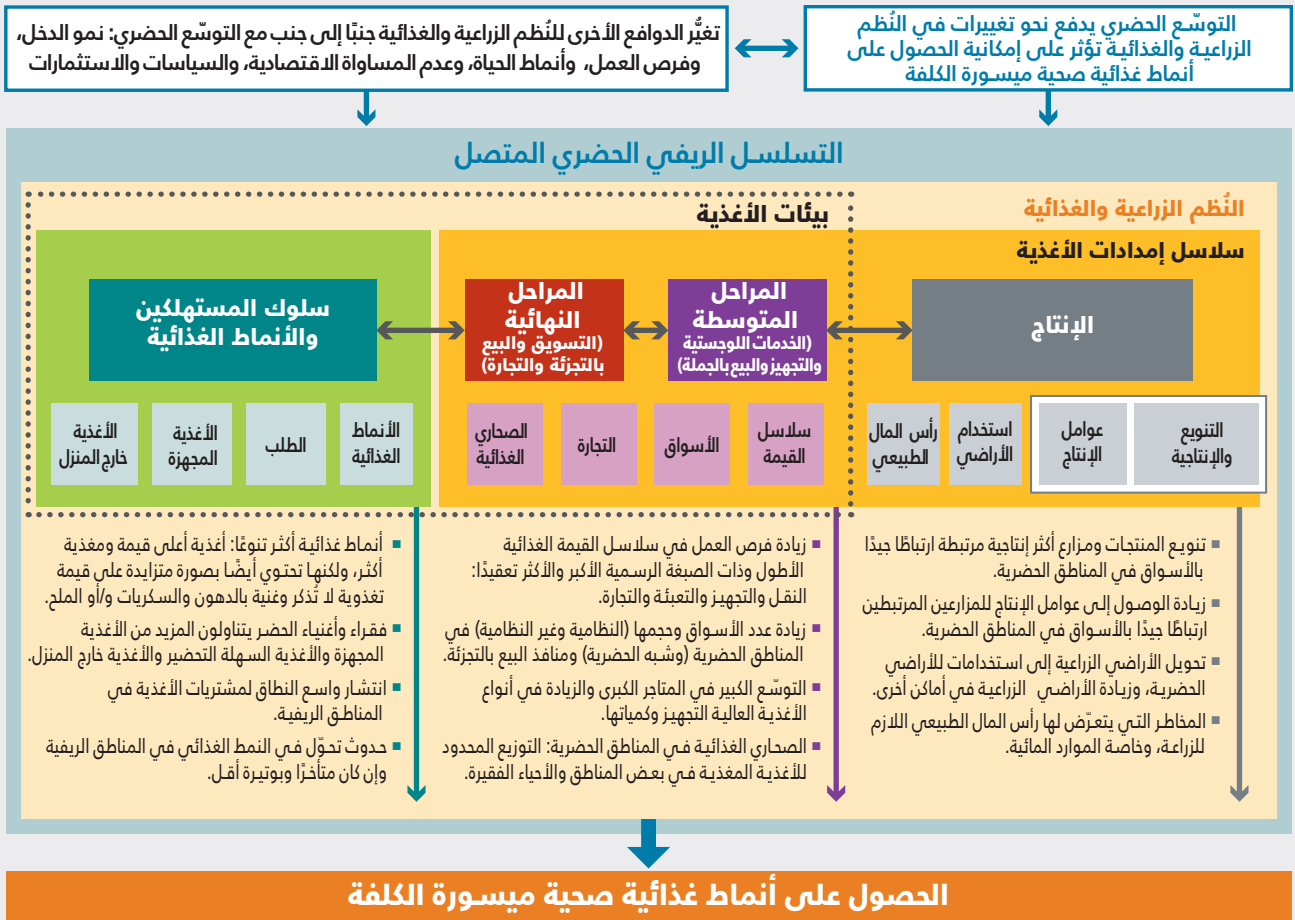 التوسّع الحضري يدفع نحو تغييرات في النُظم
الزراعية والغذائية تؤثر على إمكانية الحصول على
أنماط غذائية صحية ميسورة الكلفة
تغيُّر الدوافع الأخرى للنُظم الزراعية والغذائية جنبًا إلى جنب مع التوسّع الحضري: نمو الدخل،
وفرص العمل، وأنماط الحياة، وعدم المساواة الاقتصادية، والسياسات والاستثمارات
التسلسل الريفي الحضري المتصل
النُظم الزراعية والغذائية
بيئات الأغذية
سلاسل إمدادات الأغذية
الإنتاج
المراحل
المتوسطة
(الخدمات اللوجستية
والتجهيز والبيع بالجملة)
المراحل
النهائية
(التسويق والبيع
بالتجزئة والتجارة)
سلوك المستهلكين
والأنماط الغذائية
التنويع
والإنتاجية
عوامل
الإنتاج
استخدام
الأراضي
رأس المال
الطبيعي
سلاسل
القيمة
الأسواق
التجارة
الصحاري
الغذائية
الأنماط
الغذائية
الطلب
الأغذية
المجهزة
الأغذية
خارج المنزل
■ تنويع المنتجات ومزارع أكثر إنتاجية مرتبطة ارتباطًا جيدًا
بالأسواق في المناطق الحضرية.
■ زيادة الوصول إلى عوامل الإنتاج للمزارعين المرتبطين
ارتباطًا جيدًا بالأسواق في المناطق الحضرية.
■ تحويل الأراضي الزراعية إلى استخدامات للأراضي
الحضرية، وزيادة الأراضي الزراعية في أماكن أخرى.
■ المخاطر التي يتعرّض لها رأس المال الطبيعي اللازم
للزراعة، وخاصة الموارد المائية.
■ زيادة فرص العمل في سلاسل القيمة الغذائية
الأطول وذات الصبغة الرسمية الأكبر والأكثر تعقيدًا:
النقل والتجهيز والتعبئة والتجارة.
■ زيادة عدد الأسواق وحجمها (النظامية وغير النظامية) في
المناطق الحضرية (وشبه الحضرية) ومنافذ البيع بالتجزئة.
■ التوسّع الكبير في المتاجر الكبرى والزيادة في أنواع
الأغذية العالية التجهيز وكمياتها.
■ الصحاري الغذائية في المناطق الحضرية: التوزيع المحدود
للأغذية المغذية في بعض المناطق والأحياء الفقيرة.
■ أنماط غذائية أكثر تنوعًا: أغذية أعلى قيمة ومغذية
أكثر، ولكنها تحتوي أيضًا بصورة متزايدة على قيمة
تغذوية لا تُذكر وغنية بالدهون والسكريات و/أو الملح.
■ فقراء وأغنياء الحضر يتناولون المزيد من الأغذية
المجهزة والأغذية السهلة التحضير والأغذية خارج المنزل.
■ انتشار واسع النطاق لمشتريات الأغذية في
المناطق الريفية.
■ حدوث تحوّل في النمط الغذائي في المناطق الريفية
وإن كان متأخرًا وبوتيرة أقل.
الحصول على أنماط غذائية صحية ميسورة الكلفة